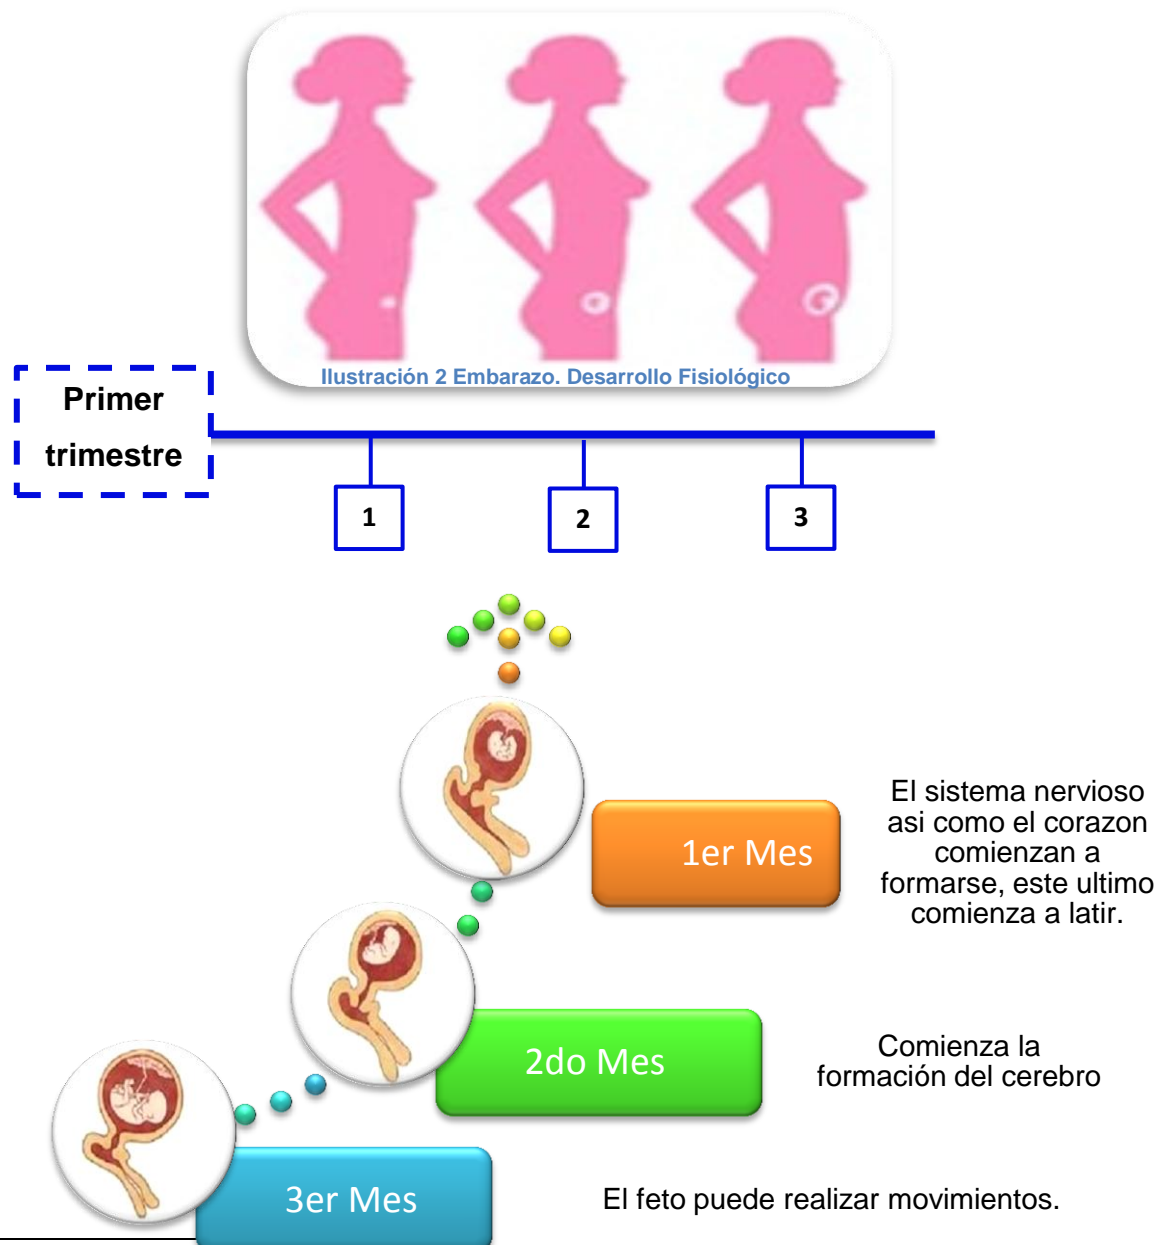 Ilustración 2 Embarazo. Desarrollo Fisiológico
Primer
trimestre
1
2
3
1er Mes
El sistema nervioso
asi como el corazon
comienzan a
formarse, este ultimo
comienza a latir.
2do Mes
Comienza la
formación del cerebro
3er Mes
El feto puede realizar movimientos.